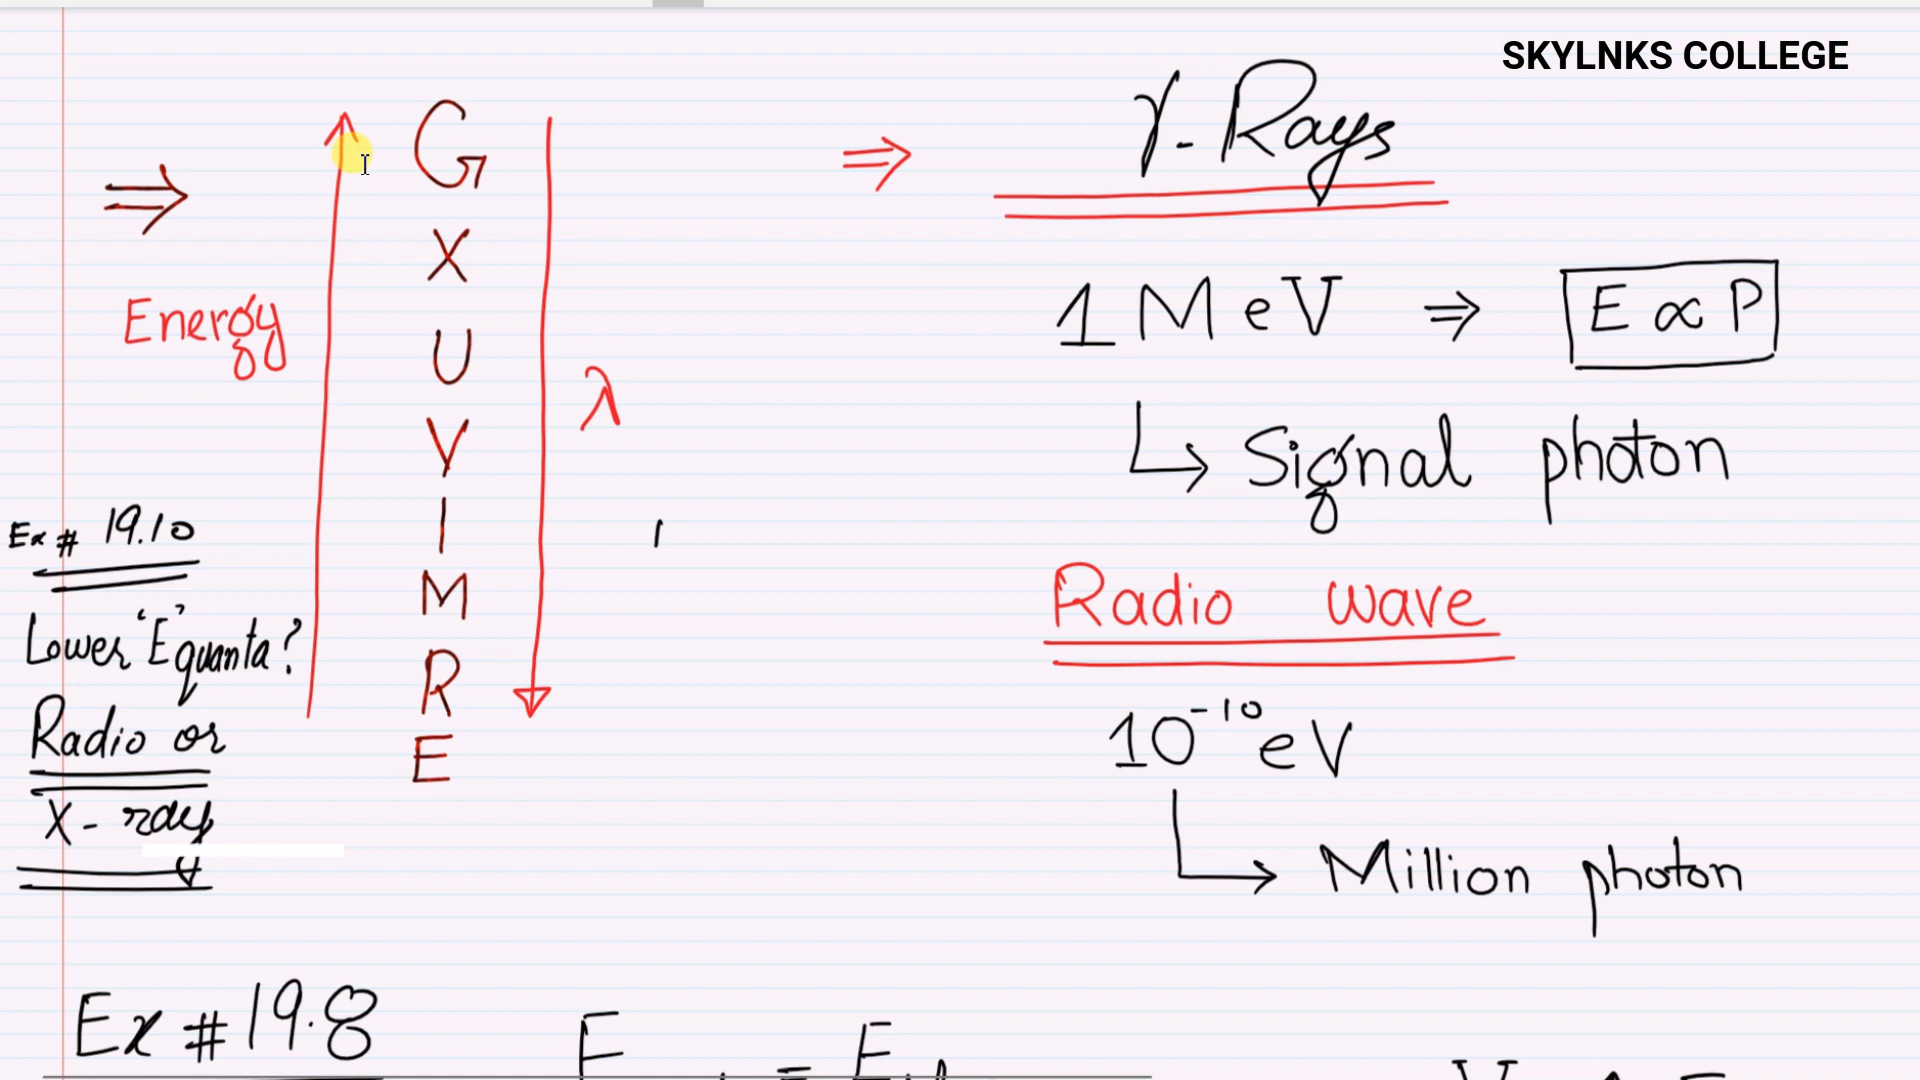 SKYLNKS COLLEGE
⇒
G
X
U
V
I
M
R
E
Energy
λ
Ex # 19.10
Lower "E" quanta?
Radio or
X-ray
⇒ γ-Rays
1 MeV ⇒ E ∝ P
↳ Signal photon
Radio wave
10⁻¹⁰ eV
↳ Million photon
Ex # 19.8